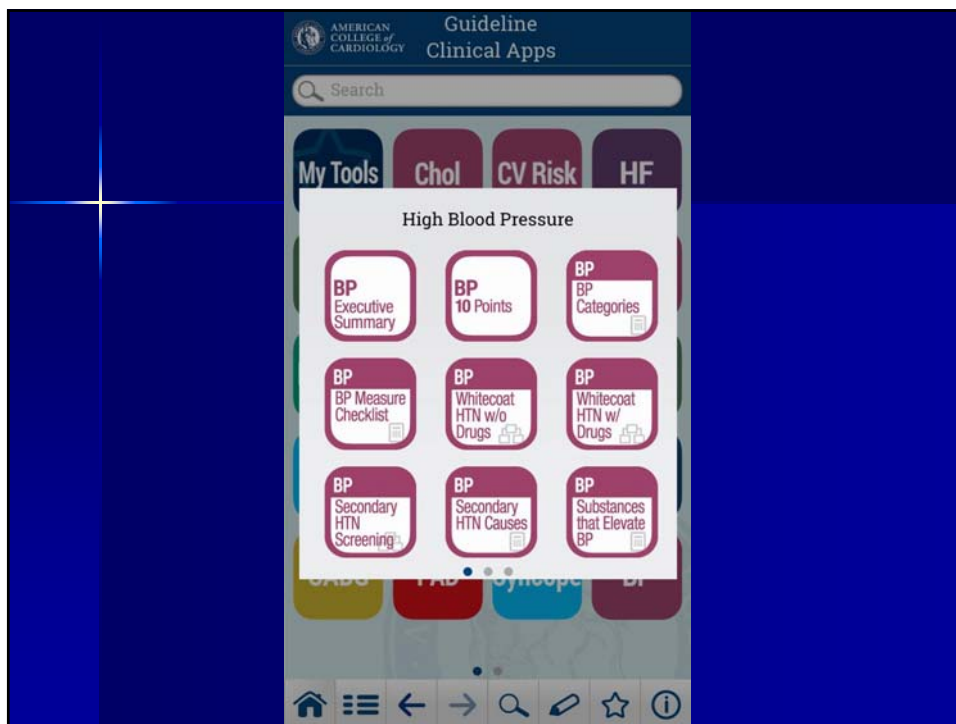 AMERICAN
COLLEGE of
CARDIOLOGY
Guideline
Clinical Apps
Search
My Tools
Chol
CV Risk
HF
High Blood Pressure
BP
Executive
Summary
BP
10 Points
BP
BP
Categories
BP
BP Measure
Checklist
BP
Whitecoat
HTN w/o
Drugs
BP
Whitecoat
HTN w/
Drugs
BP
Secondary
HTN
Screening
BP
Secondary
HTN Causes
BP
Substances
that Elevate
BP
PAD
Syncope